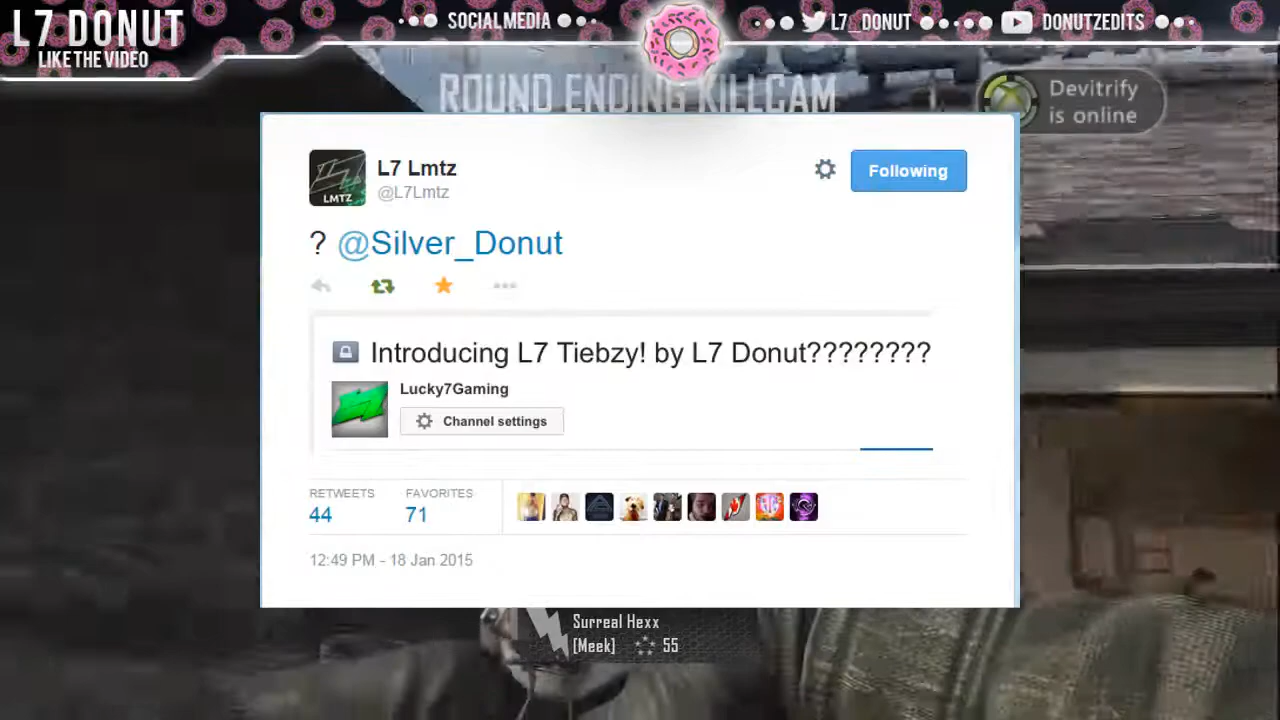 L7 DONUT
LIKE THE VIDEO
SOCIAL MEDIA
L7_DONUT
DONUTZEDITS
ROUND ENDING KILLCAM
Devitrify
is online
LMTZ
L7 Lmtz
@L7Lmtz
Following
? @Silver_Donut
Introducing L7 Tiebzy! by L7 Donut????????
Lucky7Gaming
Channel settings
RETWEETS
44
FAVORITES
71
12:49 PM - 18 Jan 2015
Surreal Hexx
[Meek] 55